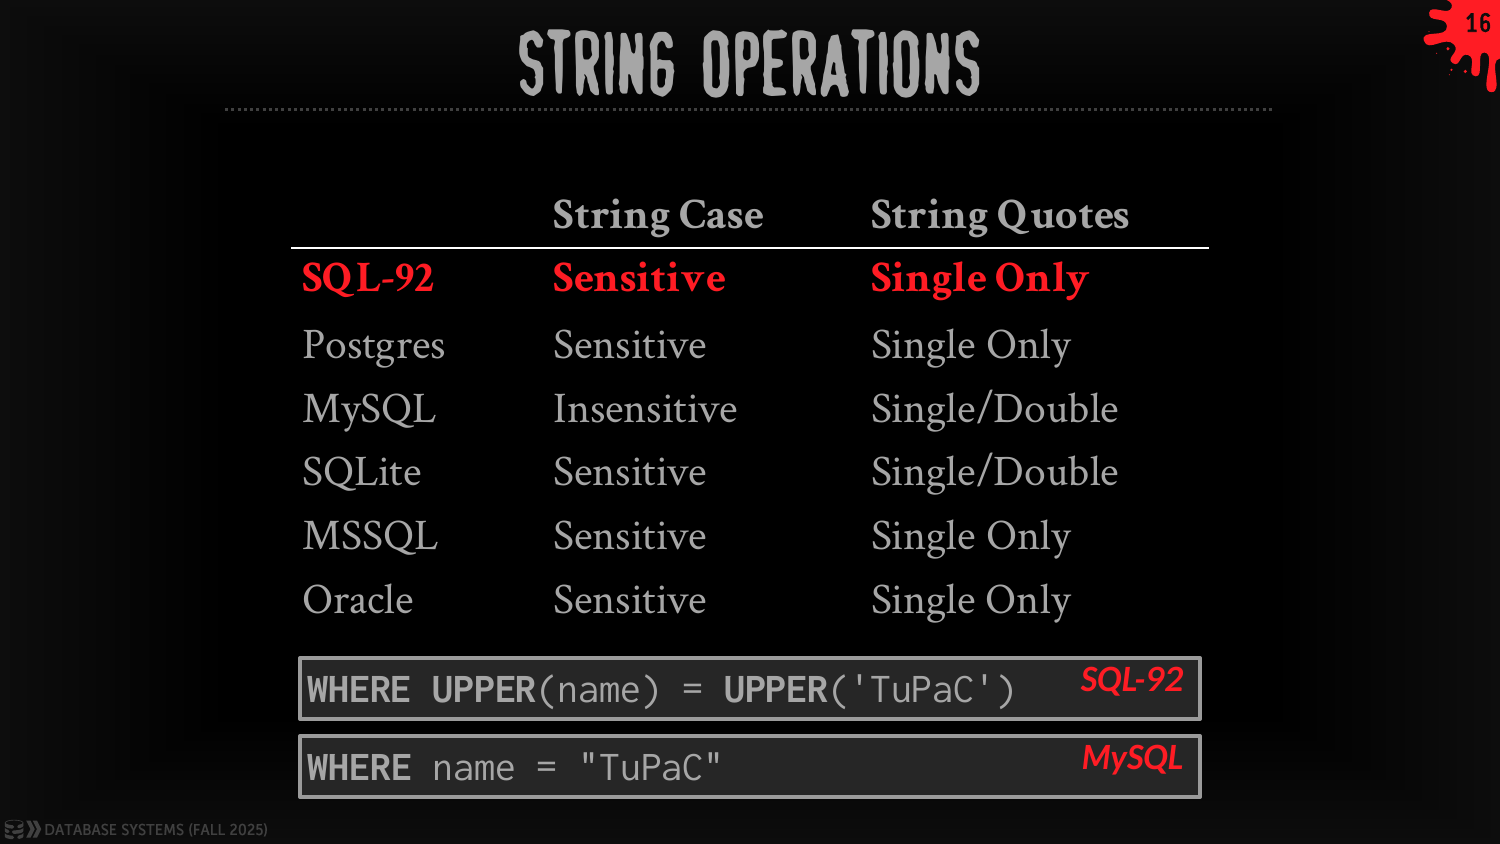 16
STRING OPERATIONS
String Case String Quotes
SQL-92 Sensitive Single Only
Postgres Sensitive Single Only
MySQL Insensitive Single/Double
SQLite Sensitive Single/Double
MSSQL Sensitive Single Only
Oracle Sensitive Single Only
WHERE UPPER(name) = UPPER('TuPaC') SQL-92
WHERE name = "TuPaC" MySQL
DATABASE SYSTEMS (FALL 2025)